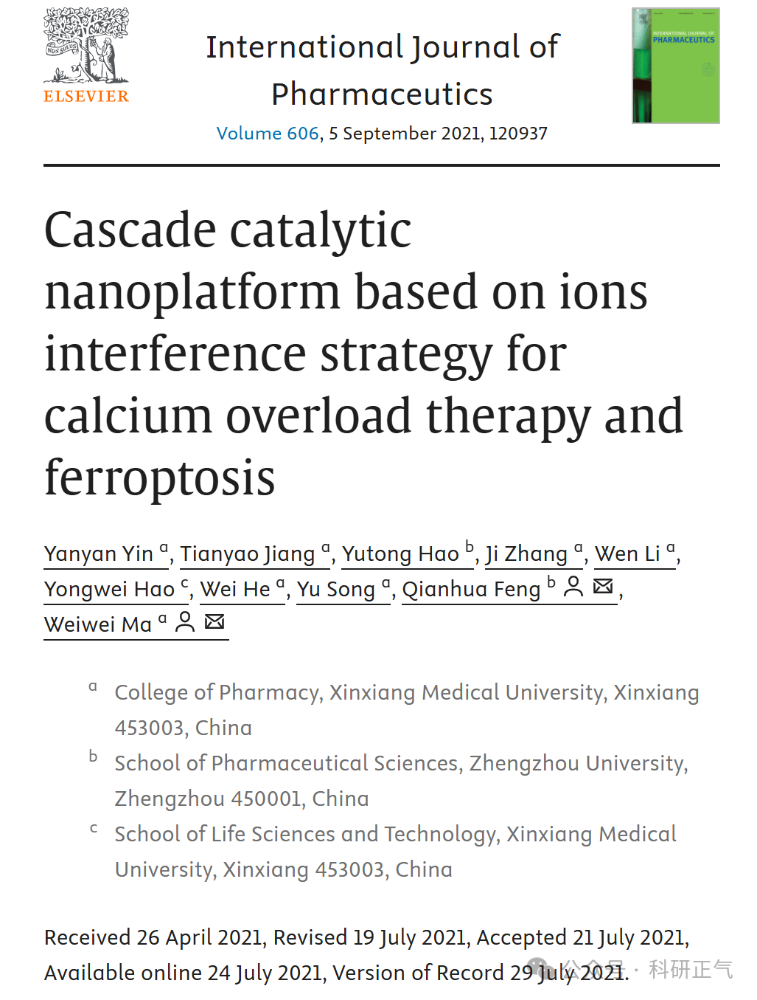 NON SOLUS
ELSEVIER
International Journal of
Pharmaceutics
Volume 606, 5 September 2021, 120937
INTERNATIONAL JOURNAL OF
PHARMACEUTICS
Cascade catalytic
nanoplatform based on ions
interference strategy for
calcium overload therapy and
ferroptosis
Yanyan Yin a, Tianyao Jiang a, Yutong Hao b, Ji Zhang a, Wen Li a,
Yongwei Hao c, Wei He a, Yu Song a, Qianhua Feng b,
Weiwei Ma a
a College of Pharmacy, Xinxiang Medical University, Xinxiang
453003, China
b School of Pharmaceutical Sciences, Zhengzhou University,
Zhengzhou 450001, China
c School of Life Sciences and Technology, Xinxiang Medical
University, Xinxiang 453003, China
Received 26 April 2021, Revised 19 July 2021, Accepted 21 July 2021,
Available online 24 July 2021, Version of Record 29 July 2021.
公众号 · 科研正气